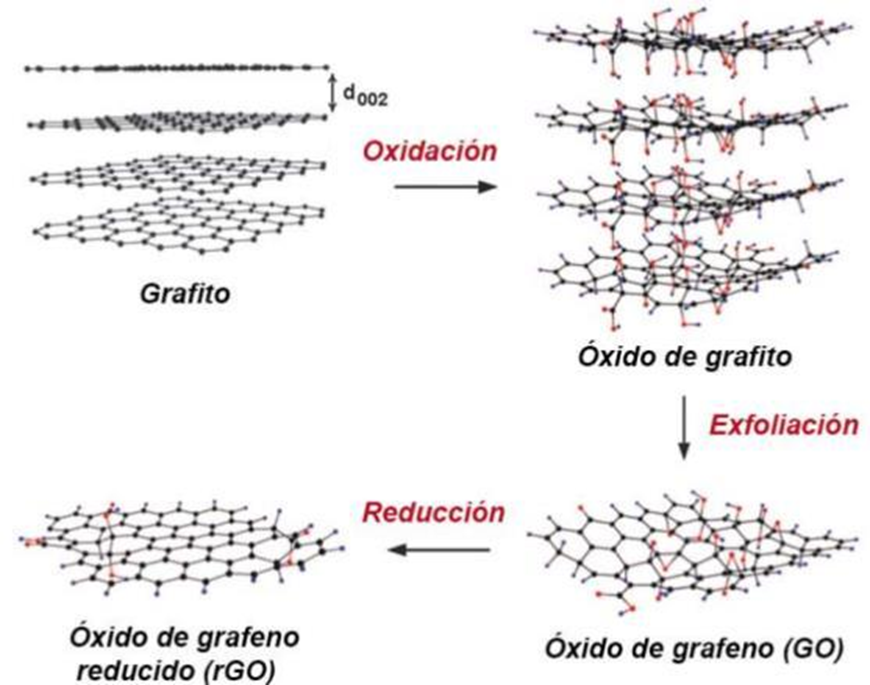 d002
Oxidación
Grafito
Óxido de grafito
Exfoliación
Reducción
Óxido de grafeno
reducido (rGO)
Óxido de grafeno (GO)